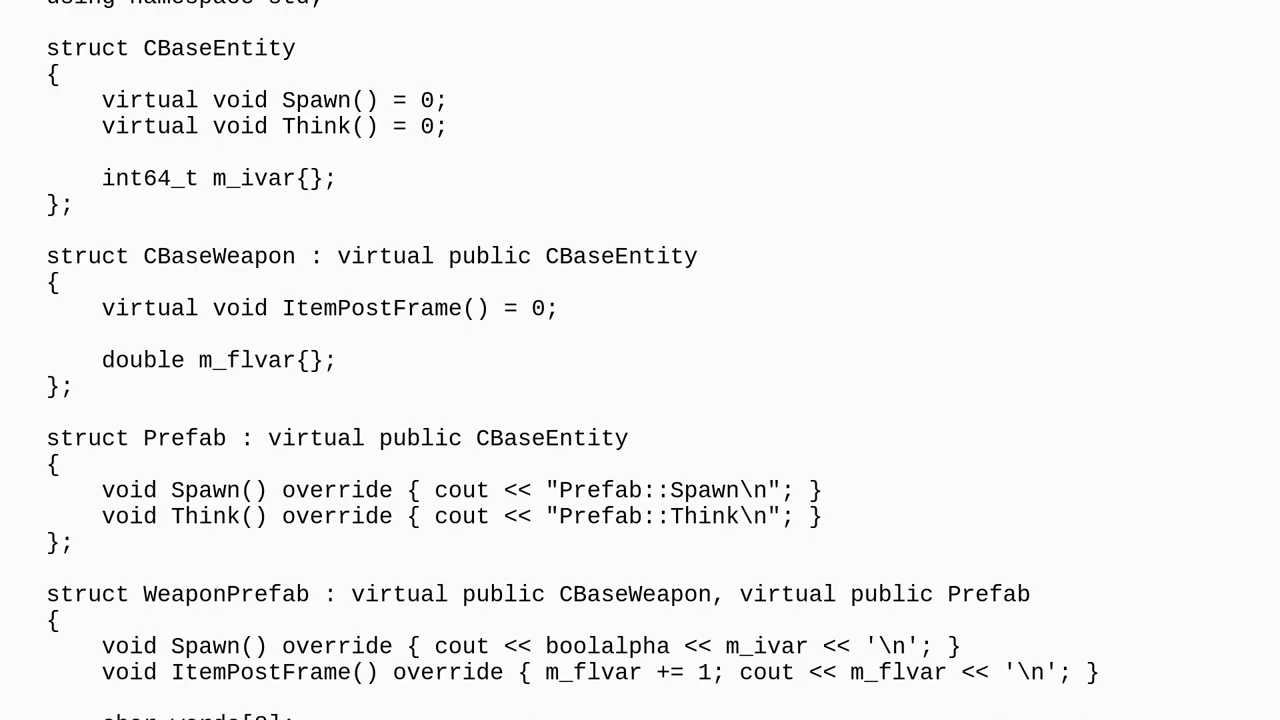 using namespace std;
struct CBaseEntity
{
    virtual void Spawn() = 0;
    virtual void Think() = 0;
    int64_t m_ivar{};
};
struct CBaseWeapon : virtual public CBaseEntity
{
    virtual void ItemPostFrame() = 0;
    double m_flvar{};
};
struct Prefab : virtual public CBaseEntity
{
    void Spawn() override { cout << "Prefab::Spawn\n"; }
    void Think() override { cout << "Prefab::Think\n"; }
};
struct WeaponPrefab : virtual public CBaseWeapon, virtual public Prefab
{
    void Spawn() override { cout << boolalpha << m_ivar << '\n'; }
    void ItemPostFrame() override { m_flvar += 1; cout << m_flvar << '\n'; }